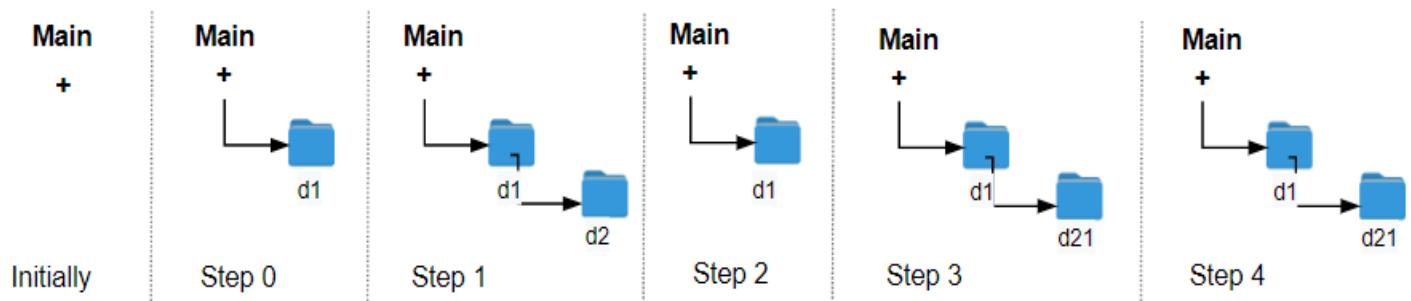 Main
+
Initially
Main
+
d1
Step 0
Main
+
d1
d2
Step 1
Main
+
d1
Step 2
Main
+
d1
d21
Step 3
Main
+
d1
d21
Step 4